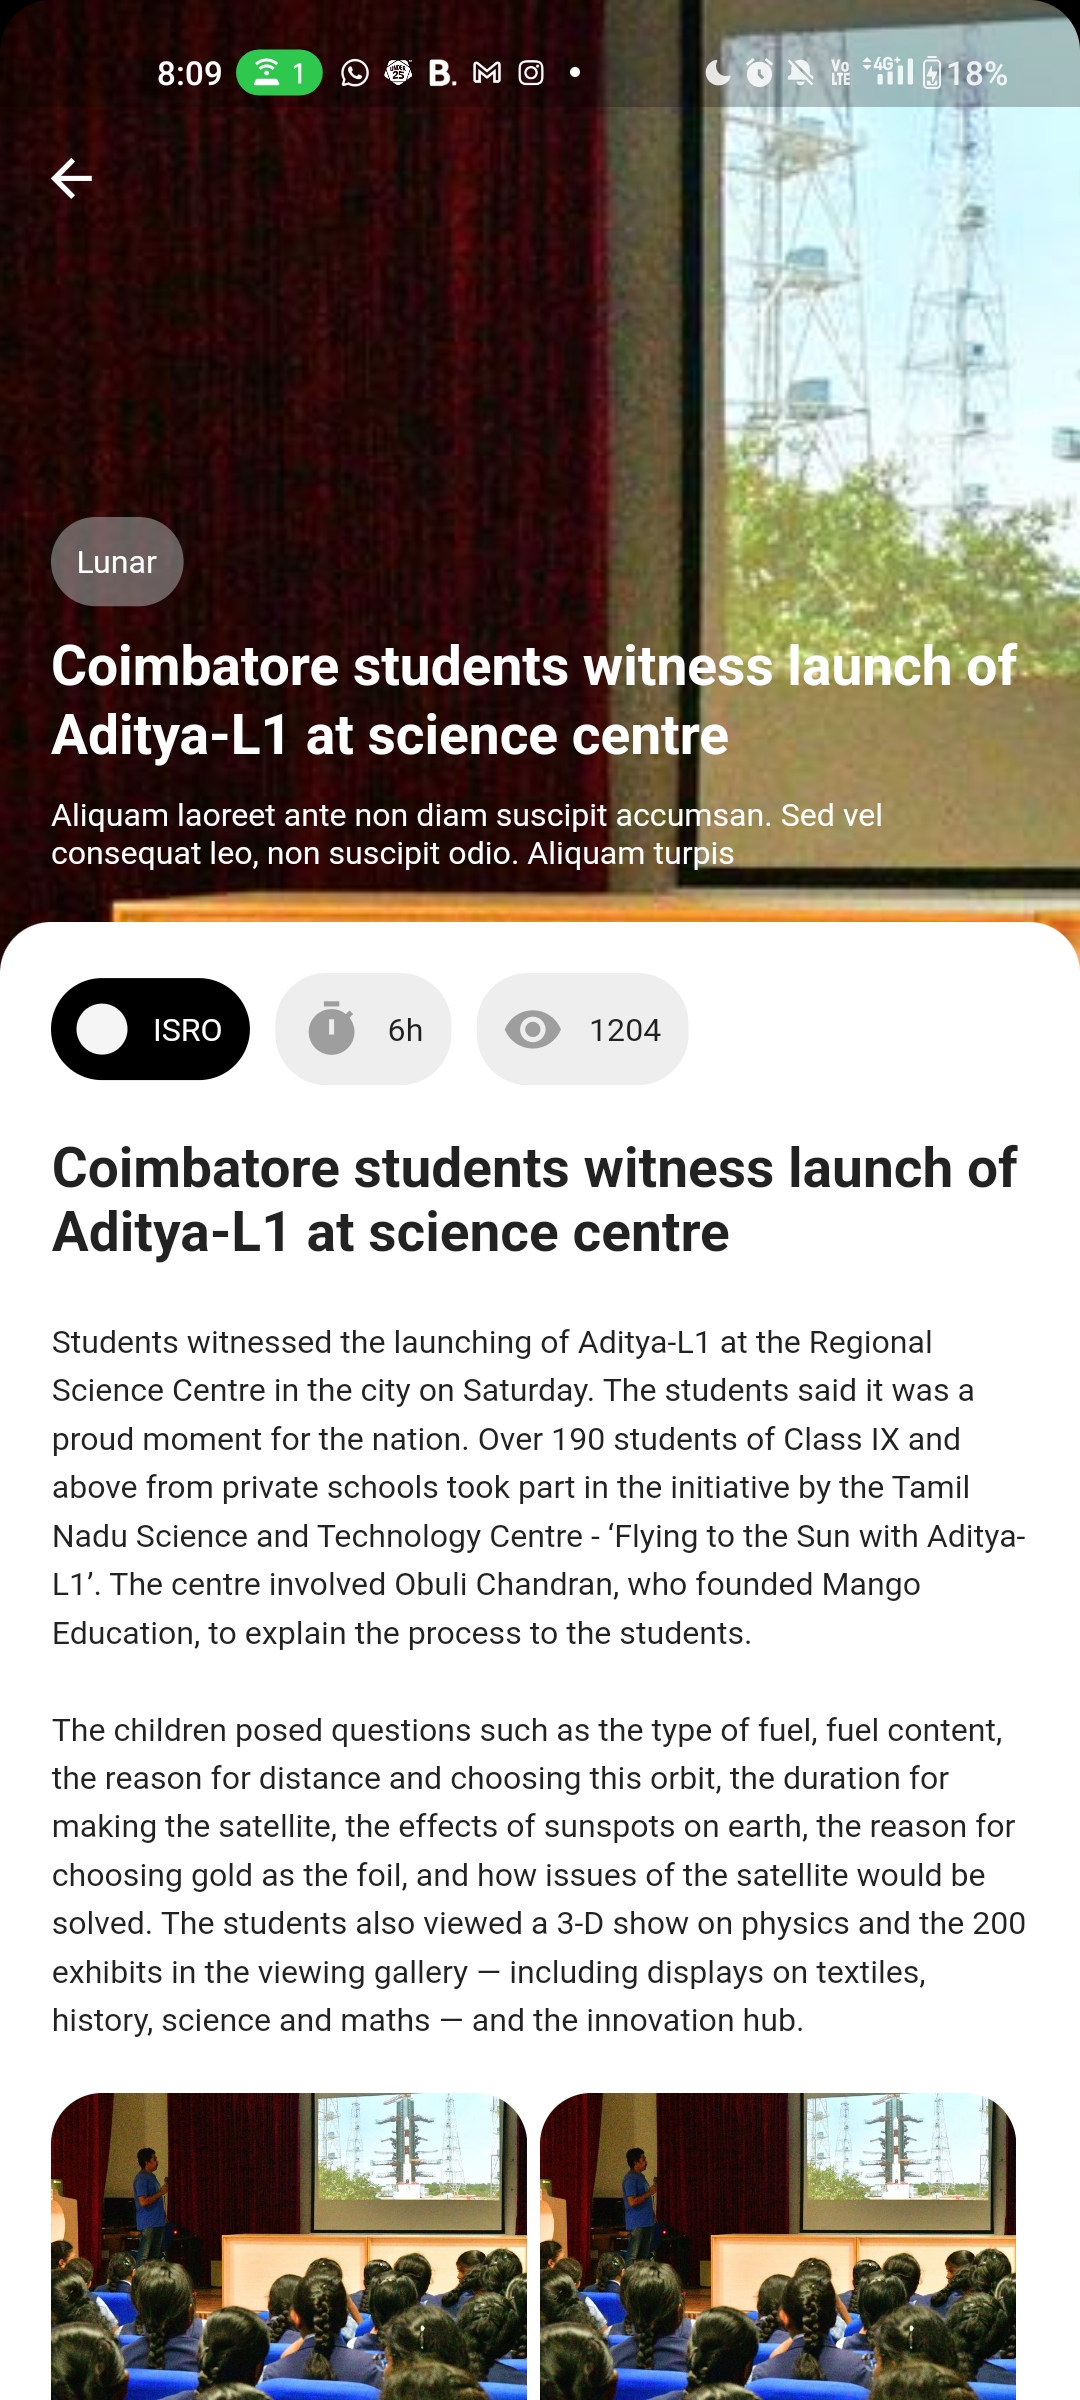 8:09 1 UNDER 25 B. Vo LTE 4G+ 18%
Lunar
Coimbatore students witness launch of
Aditya-L1 at science centre
Aliquam laoreet ante non diam suscipit accumsan. Sed vel
consequat leo, non suscipit odio. Aliquam turpis
ISRO 6h 1204
Coimbatore students witness launch of
Aditya-L1 at science centre
Students witnessed the launching of Aditya-L1 at the Regional
Science Centre in the city on Saturday. The students said it was a
proud moment for the nation. Over 190 students of Class IX and
above from private schools took part in the initiative by the Tamil
Nadu Science and Technology Centre - ‘Flying to the Sun with Aditya-
L1’. The centre involved Obuli Chandran, who founded Mango
Education, to explain the process to the students.
The children posed questions such as the type of fuel, fuel content,
the reason for distance and choosing this orbit, the duration for
making the satellite, the effects of sunspots on earth, the reason for
choosing gold as the foil, and how issues of the satellite would be
solved. The students also viewed a 3-D show on physics and the 200
exhibits in the viewing gallery — including displays on textiles,
history, science and maths — and the innovation hub.